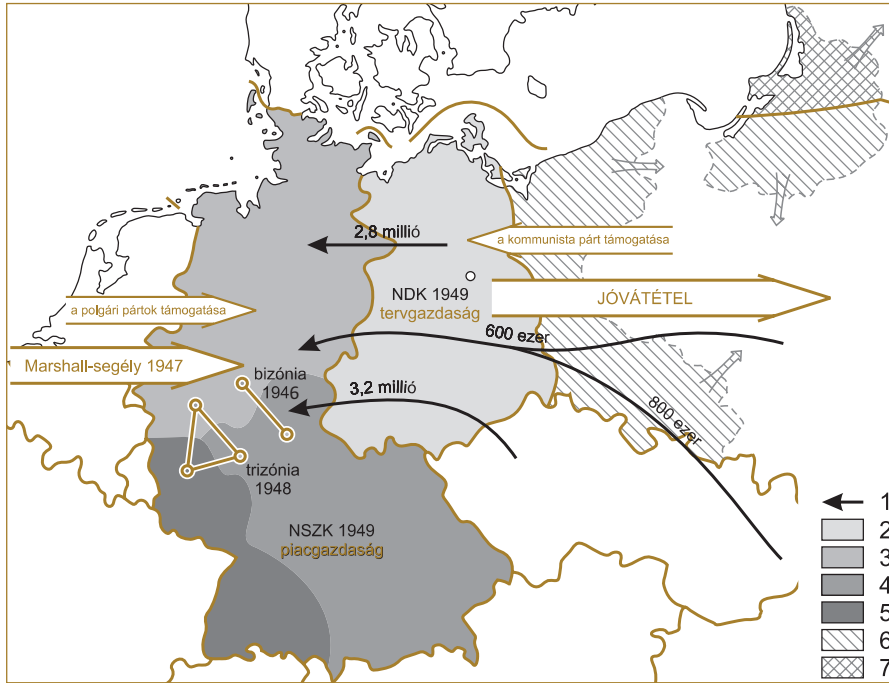 2,8 millió
a kommunista párt támogatása
NDK 1949
tervgazdaság
JÓVÁTÉTEL
a polgári pártok támogatása
600 ezer
Marshall-segély 1947
bizónia
1946
3,2 millió
800 ezer
trizónia
1948
NSZK 1949
piacgazdaság
1
2
3
4
5
6
7